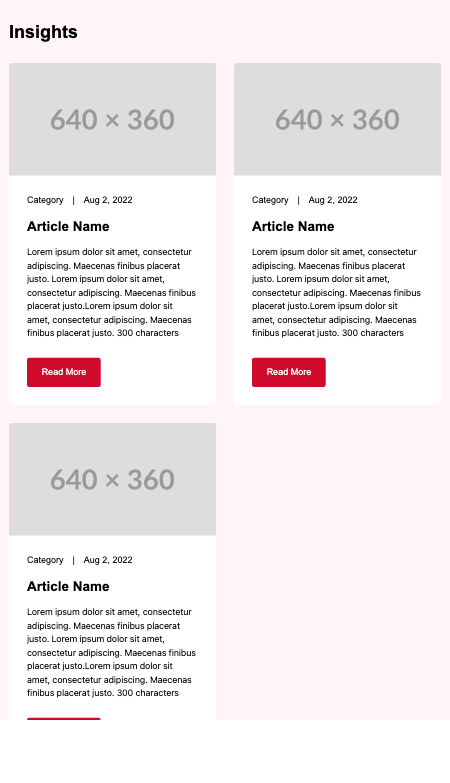 Insights
640 × 360
Category | Aug 2, 2022
Article Name
Lorem ipsum dolor sit amet, consectetur
adipiscing. Maecenas finibus placerat
justo. Lorem ipsum dolor sit amet,
consectetur adipiscing. Maecenas finibus
placerat justo.Lorem ipsum dolor sit
amet, consectetur adipiscing. Maecenas
finibus placerat justo. 300 characters
Read More
640 × 360
Category | Aug 2, 2022
Article Name
Lorem ipsum dolor sit amet, consectetur
adipiscing. Maecenas finibus placerat
justo. Lorem ipsum dolor sit amet,
consectetur adipiscing. Maecenas finibus
placerat justo.Lorem ipsum dolor sit
amet, consectetur adipiscing. Maecenas
finibus placerat justo. 300 characters
Read More
640 × 360
Category | Aug 2, 2022
Article Name
Lorem ipsum dolor sit amet, consectetur
adipiscing. Maecenas finibus placerat
justo. Lorem ipsum dolor sit amet,
consectetur adipiscing. Maecenas finibus
placerat justo.Lorem ipsum dolor sit
amet, consectetur adipiscing. Maecenas
finibus placerat justo. 300 characters